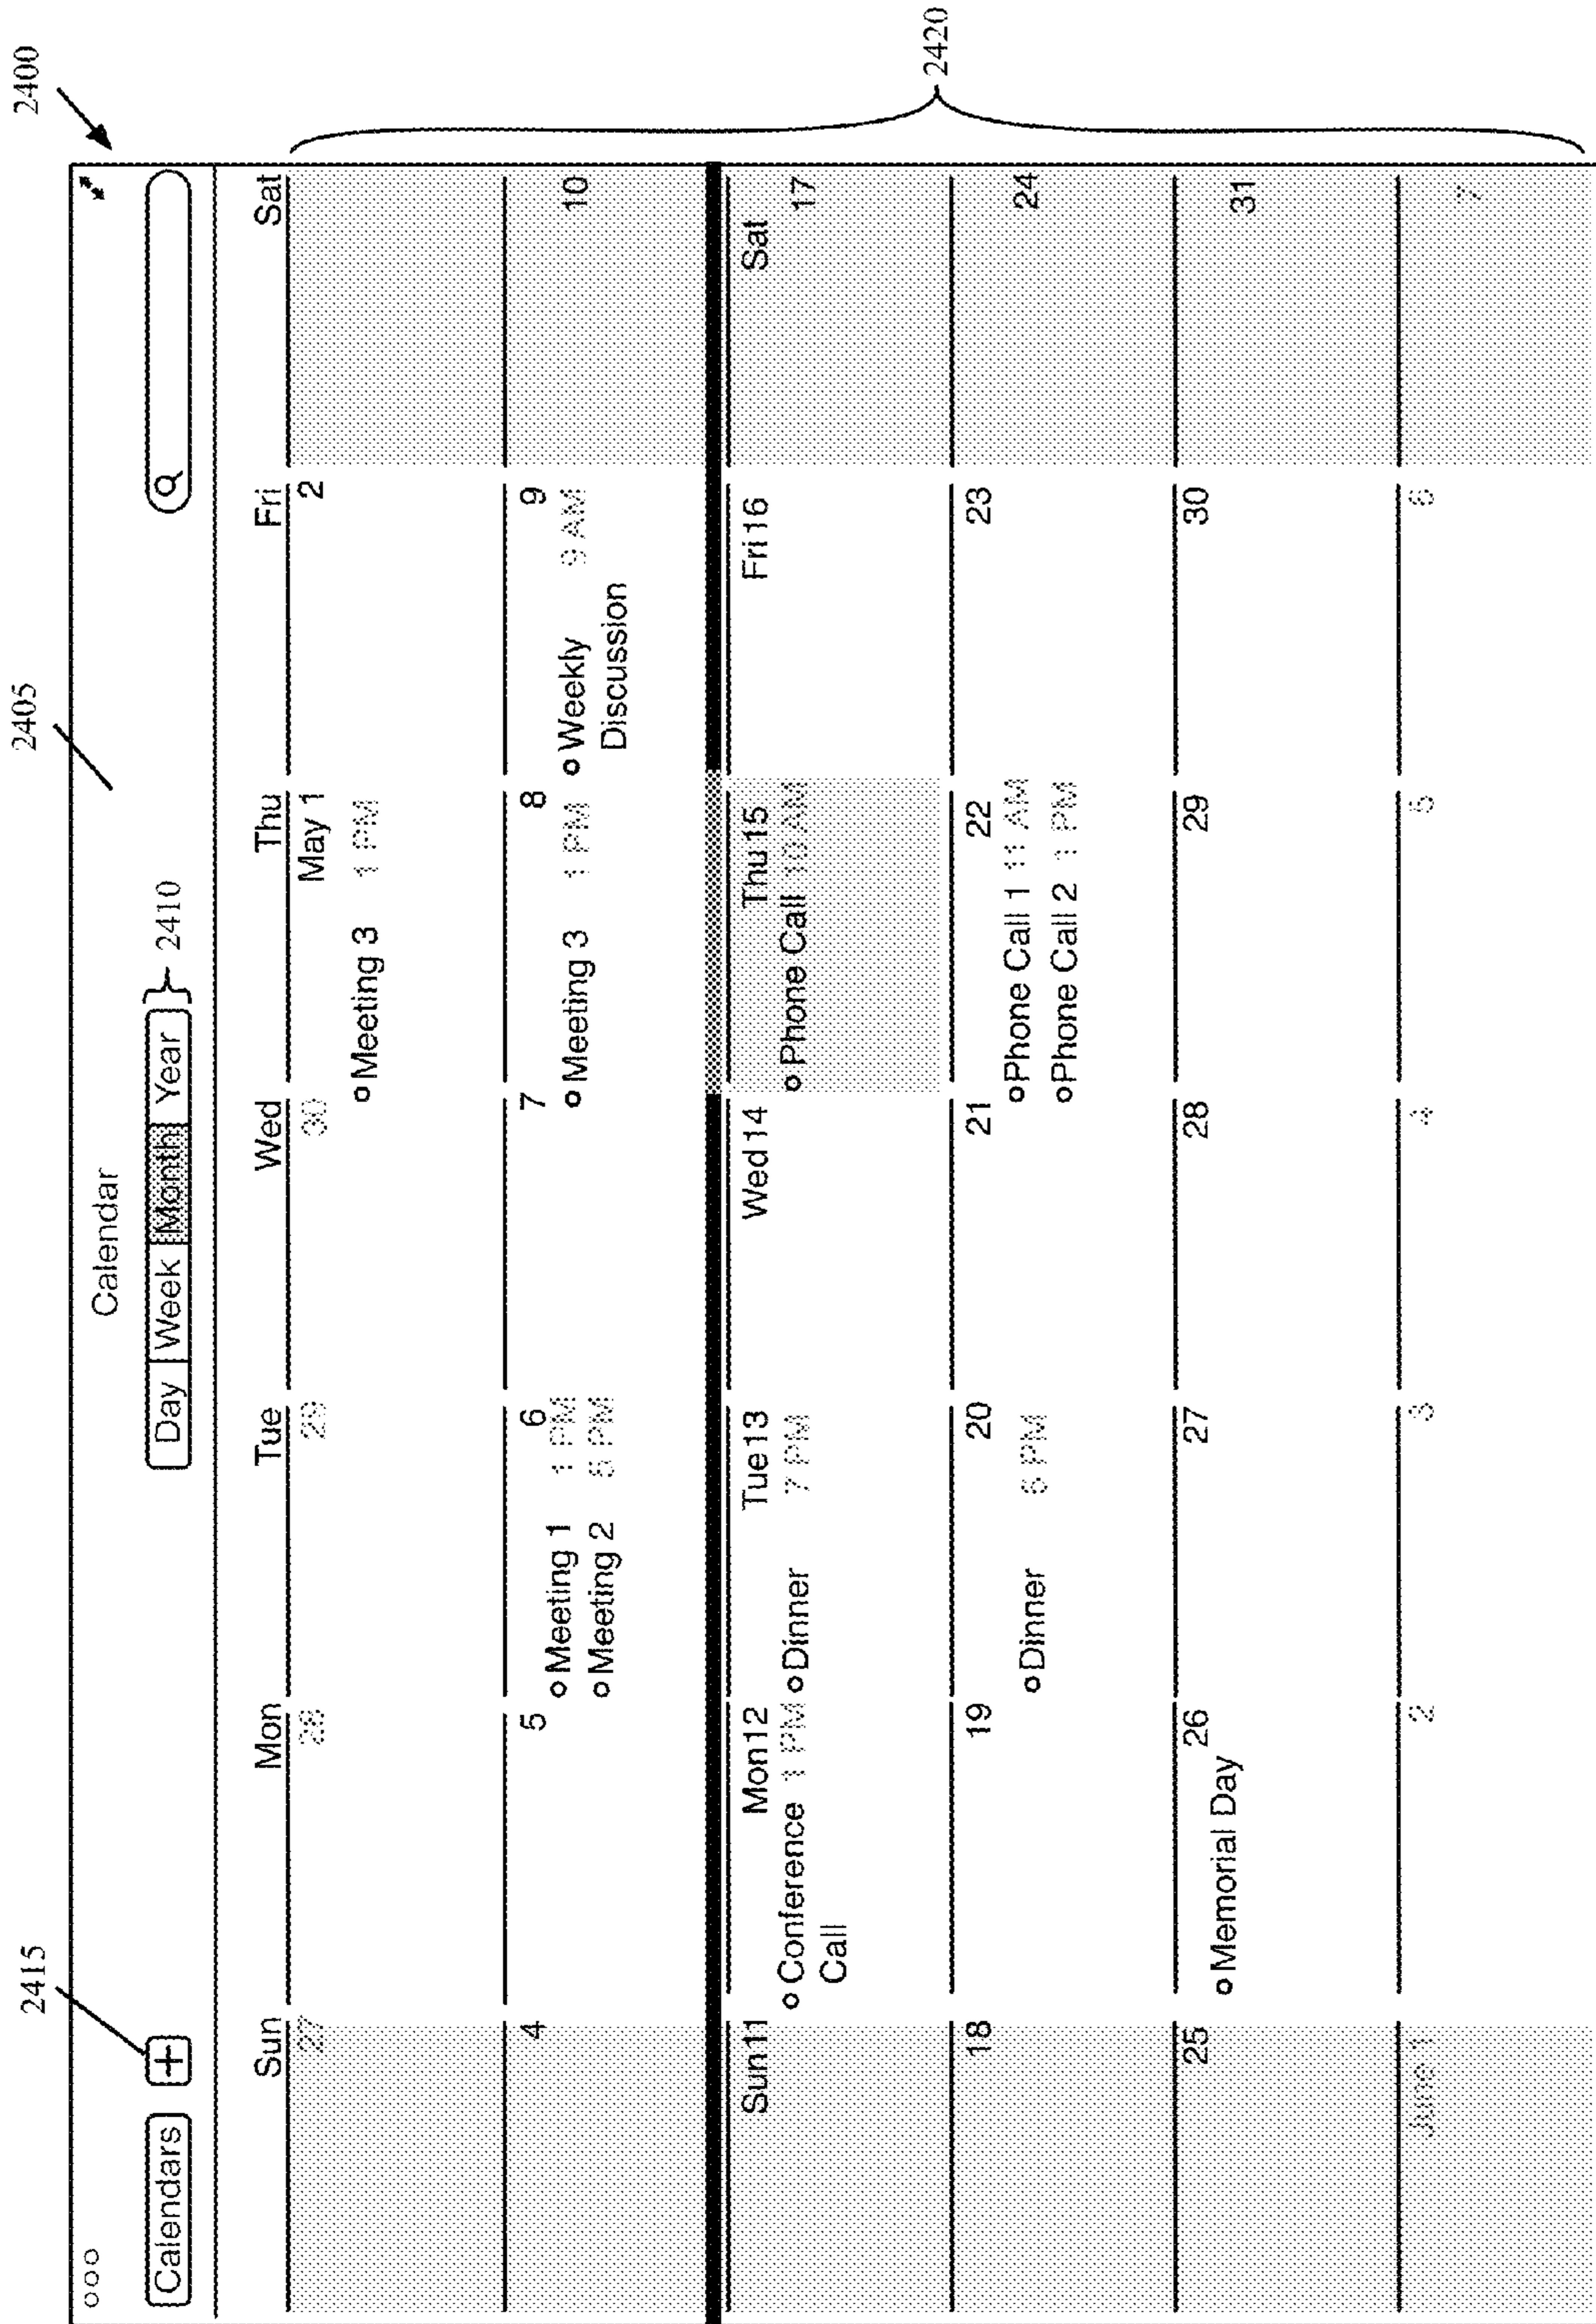 2400
2405
2415
2410
2420
Calendar
Calendars
+
Day Week Month Year
Sun Mon Tue Wed Thu Fri Sat
27 28 29 30 May 1 2
Meeting 3 1 PM
4 5 6 7 8 9 10
Meeting 1 1 PM
Meeting 2 5 PM
Meeting 3 1 PM
Weekly 9 AM
Discussion
Sun 11 Mon 12 Tue 13 Wed 14 Thu 15 Fri 16 Sat 17
Conference 1 PM
Call
Dinner 7 PM
Phone Call 10 AM
18 19 20 21 22 23 24
Dinner 6 PM
Phone Call 1 11 AM
Phone Call 2 1 PM
25 26 27 28 29 30 31
Memorial Day
June 1 2 3 4 5 6 7